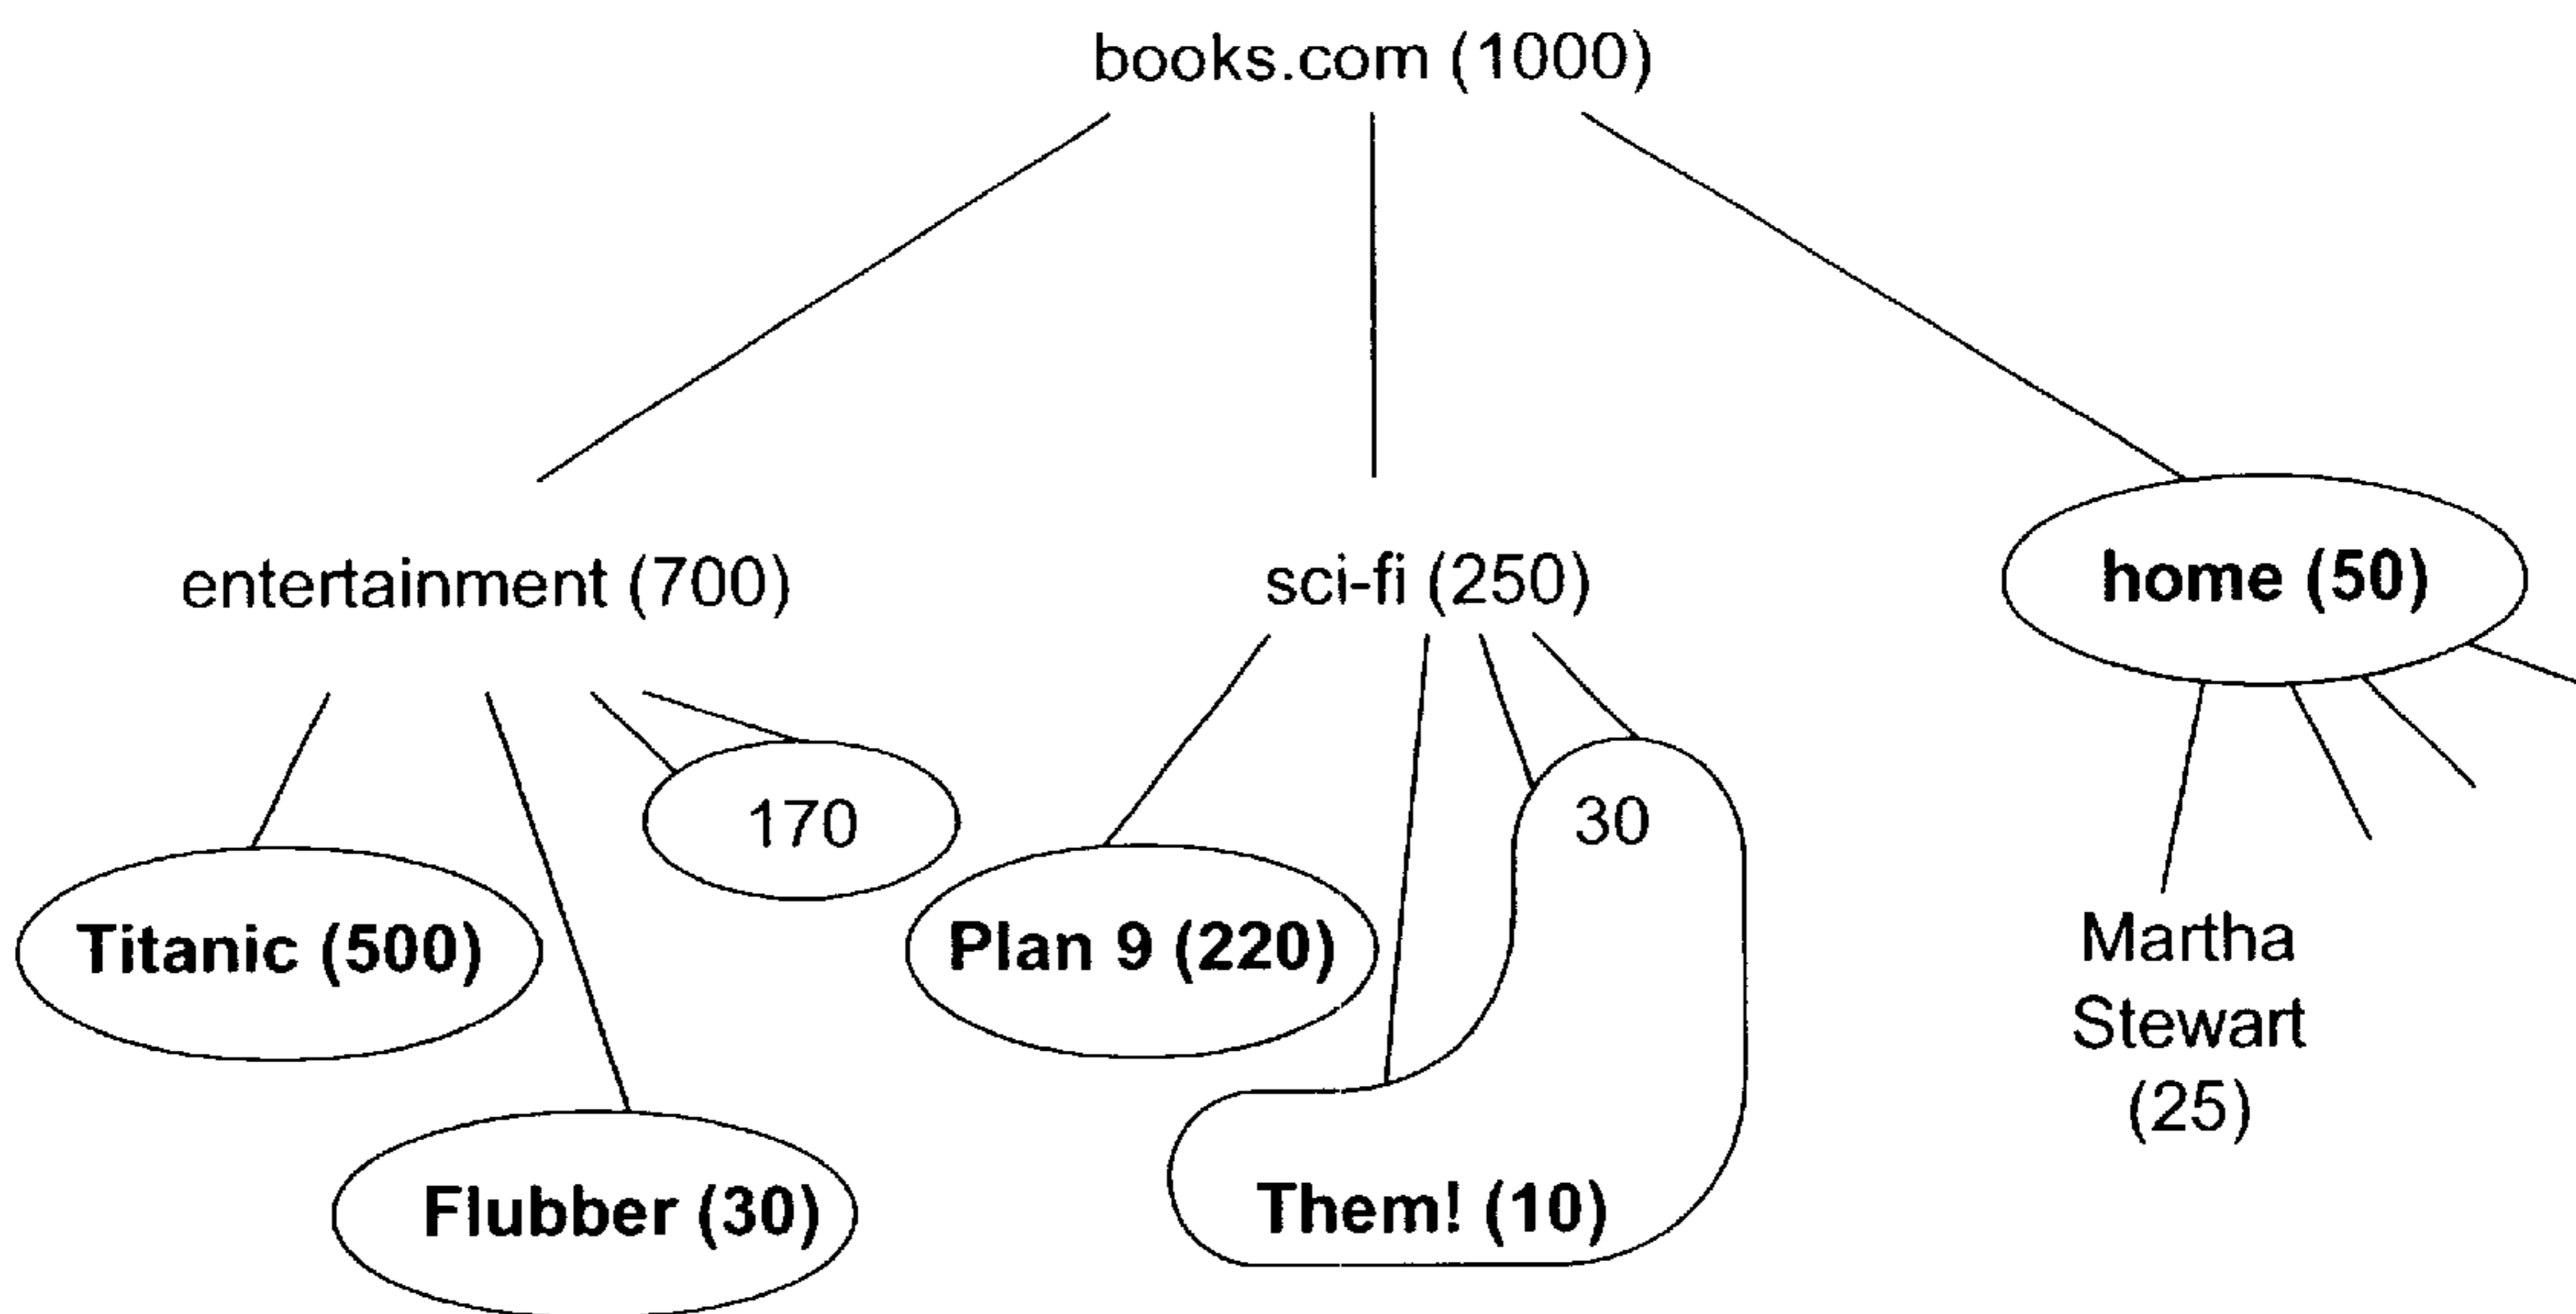 books.com (1000)
entertainment (700)
sci-fi (250)
home (50)
170
30
Titanic (500)
Plan 9 (220)
Martha
Stewart
(25)
Flubber (30)
Them! (10)